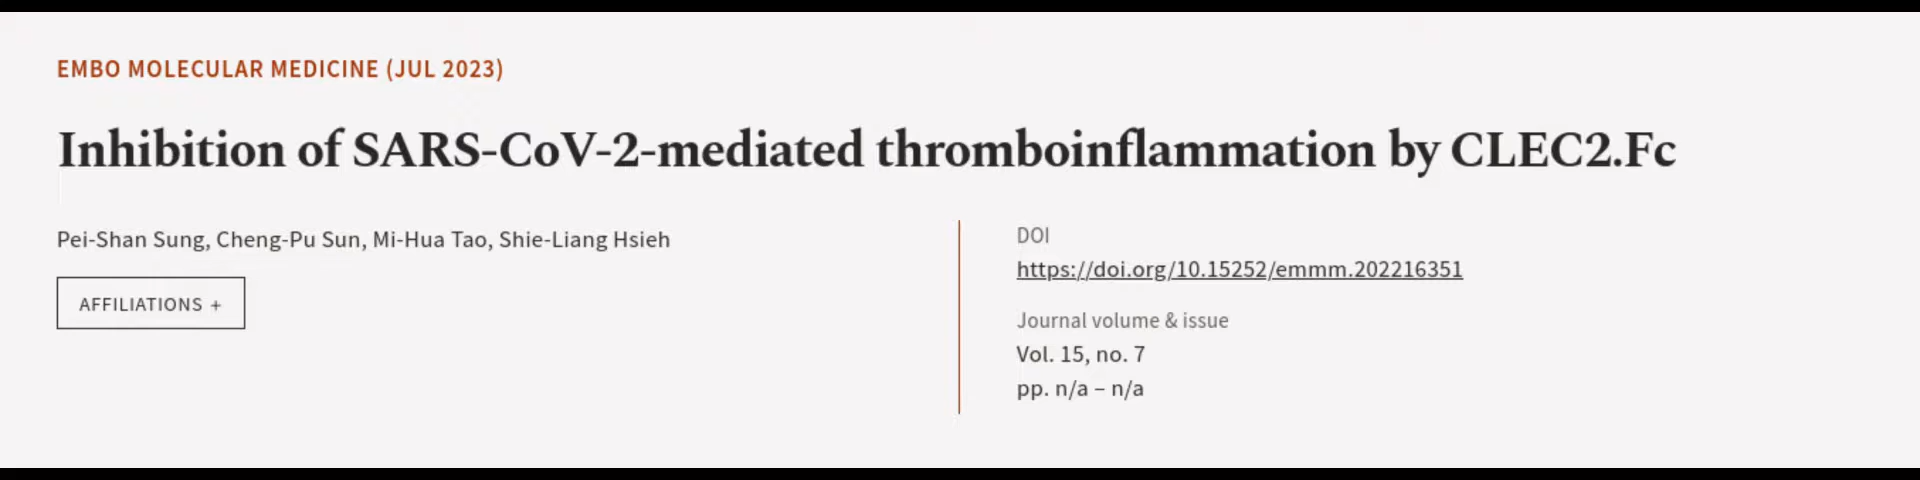 EMBO MOLECULAR MEDICINE (JUL 2023)
Inhibition of SARS-CoV-2-mediated thromboinflammation by CLEC2.Fc
Pei-Shan Sung, Cheng-Pu Sun, Mi-Hua Tao, Shie-Liang Hsieh
AFFILIATIONS +
DOI
https://doi.org/10.15252/emmm.202216351
Journal volume & issue
Vol. 15, no. 7
pp. n/a – n/a